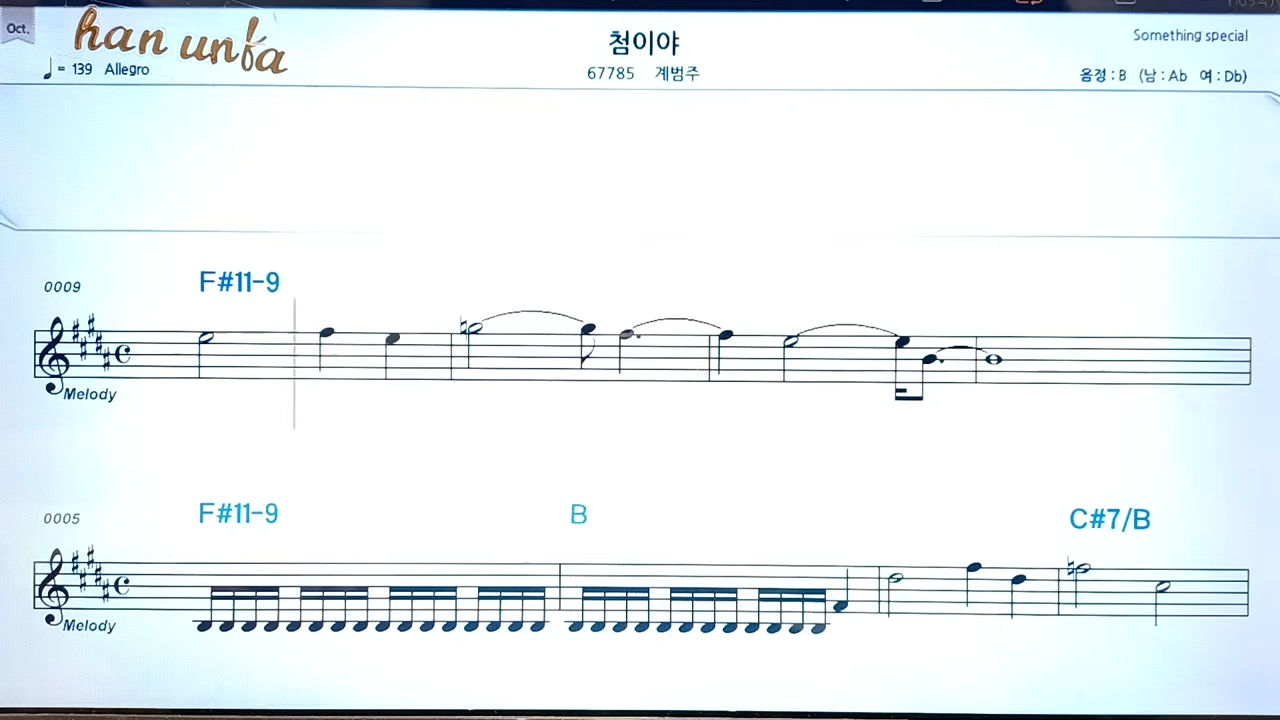 Oct.
han unfa
첨이야
Something special
♩= 139 Allegro
67785 계범주
음정 : B (남 : Ab 여 : Db)
0009
F#11-9
Melody
0005
F#11-9
B
C#7/B
Melody